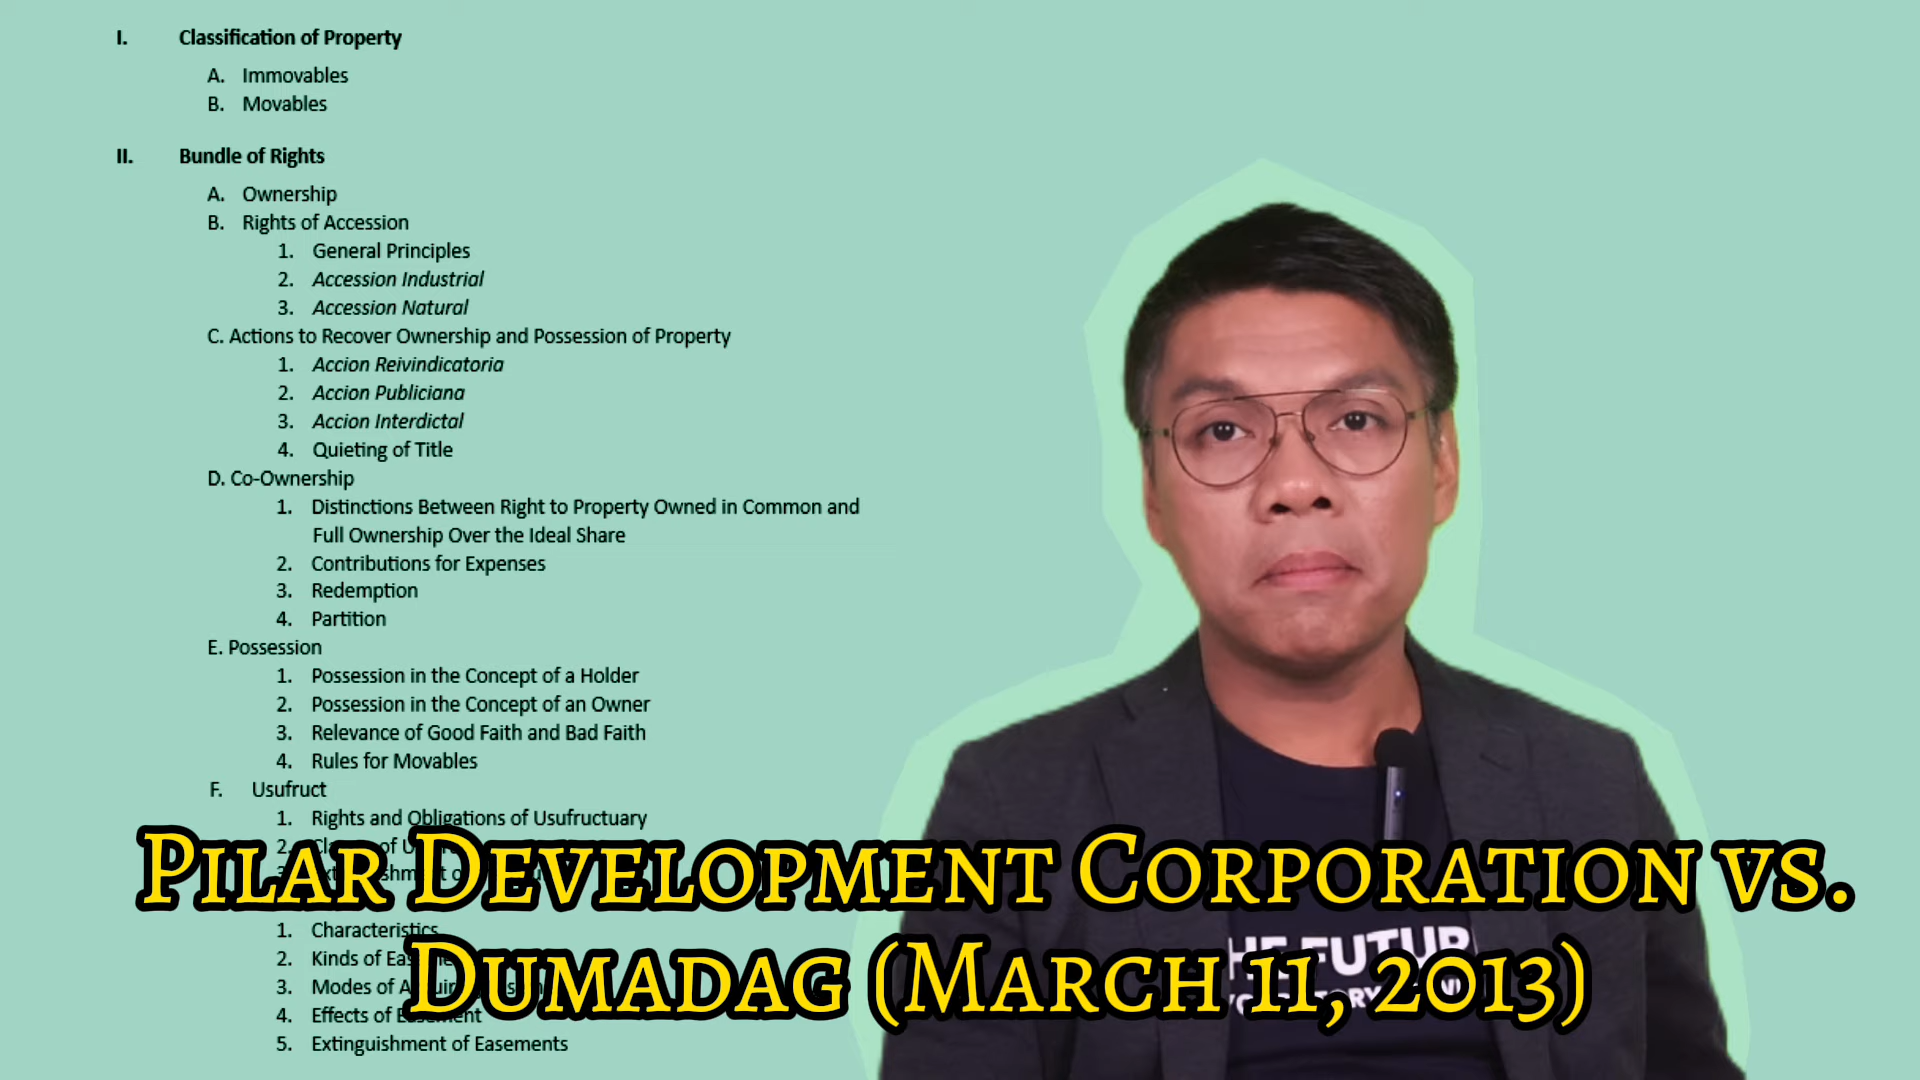 I. Classification of Property
A. Immovables
B. Movables
II. Bundle of Rights
A. Ownership
B. Rights of Accession
1. General Principles
2. Accession Industrial
3. Accession Natural
C. Actions to Recover Ownership and Possession of Property
1. Accion Reivindicatoria
2. Accion Publiciana
3. Accion Interdictal
4. Quieting of Title
D. Co-Ownership
1. Distinctions Between Right to Property Owned in Common and
Full Ownership Over the Ideal Share
2. Contributions for Expenses
3. Redemption
4. Partition
E. Possession
1. Possession in the Concept of a Holder
2. Possession in the Concept of an Owner
3. Relevance of Good Faith and Bad Faith
4. Rules for Movables
F. Usufruct
1. Rights and Obligations of Usufructuary
2. of
3.
1. Characteristics
2. Kinds of
3. Modes of
4. Effects of Easement
5. Extinguishment of Easements
Pilar Development Corporation vs.
Dumadag (March 11, 2013)
FUTUR